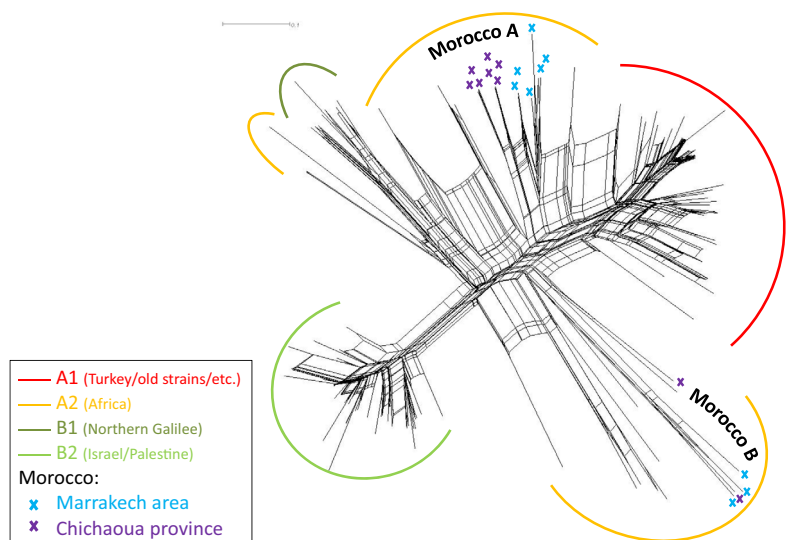 Morocco A
Morocco B
A1 (Turkey/old strains/etc.)
A2 (Africa)
B1 (Northern Galilee)
B2 (Israel/Palestine)
Morocco:
Marrakech area
Chichaoua province